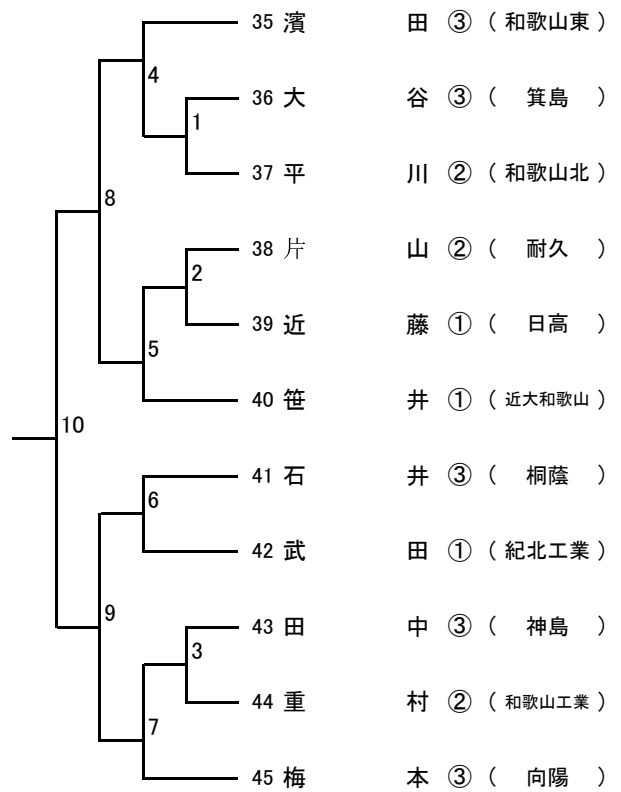 35 濱 田 ③ ( 和歌山東 )
4
36 大 谷 ③ ( 箕島 )
1
37 平 川 ② ( 和歌山北 )
8
38 片 山 ② ( 耐久 )
2
39 近 藤 ① ( 日高 )
5
40 笹 井 ① ( 近大和歌山 )
10
41 石 井 ③ ( 桐蔭 )
6
42 武 田 ① ( 紀北工業 )
9
43 田 中 ③ ( 神島 )
3
44 重 村 ② ( 和歌山工業 )
7
45 梅 本 ③ ( 向陽 )